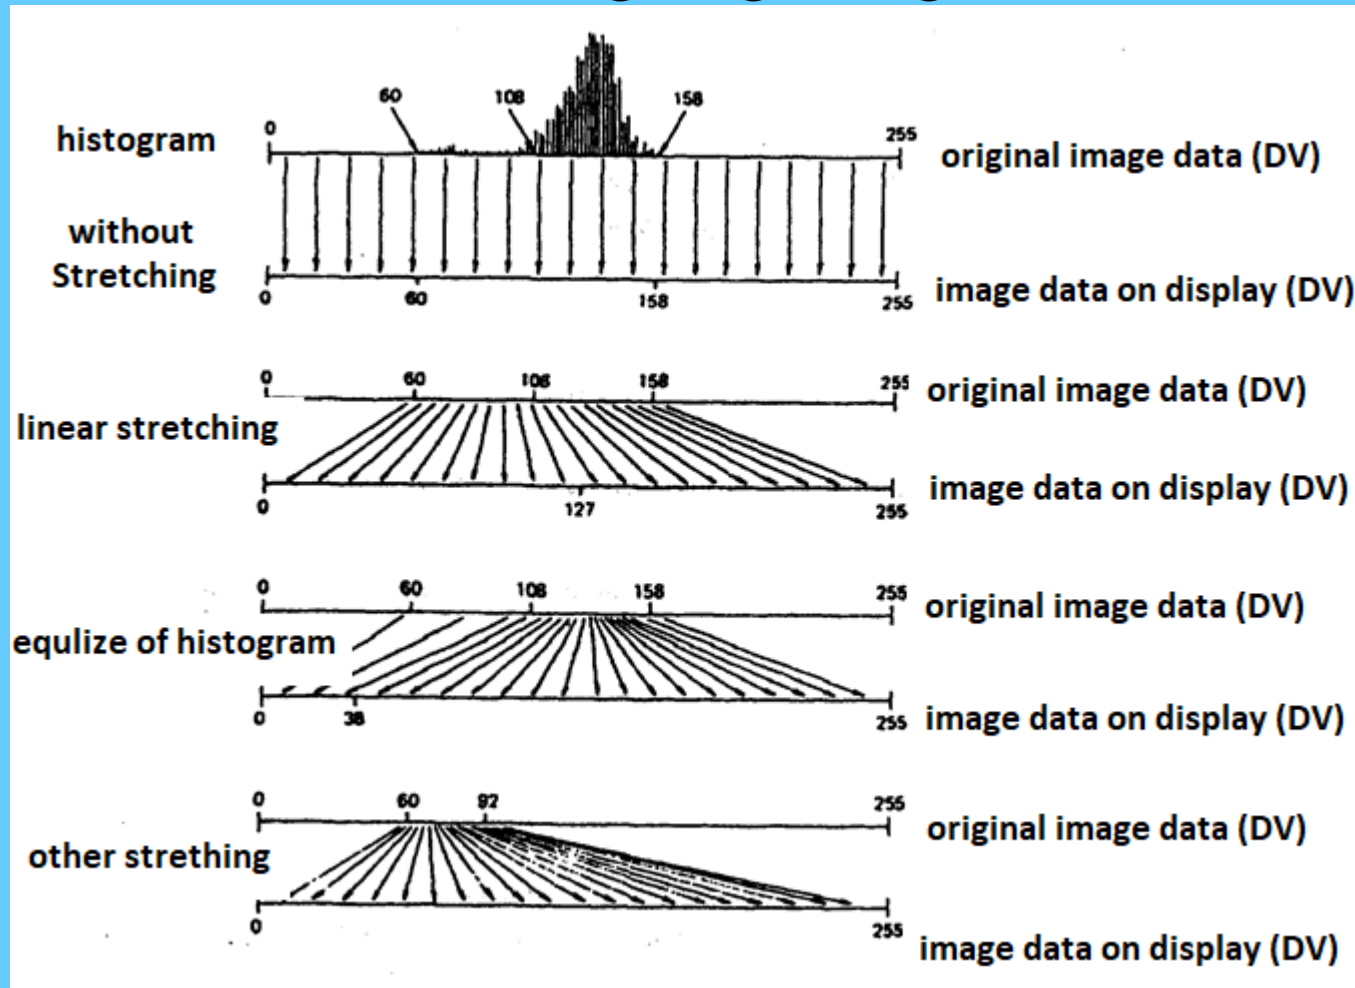 60 108 158
0 255
histogram
original image data (DV)
without
Stretching
0 60 158 255
image data on display (DV)
0 60 108 158 255
original image data (DV)
linear stretching
0 127 255
image data on display (DV)
0 60 108 158 255
original image data (DV)
equlize of histogram
0 38 255
image data on display (DV)
0 60 92 255
original image data (DV)
other strething
0 255
image data on display (DV)